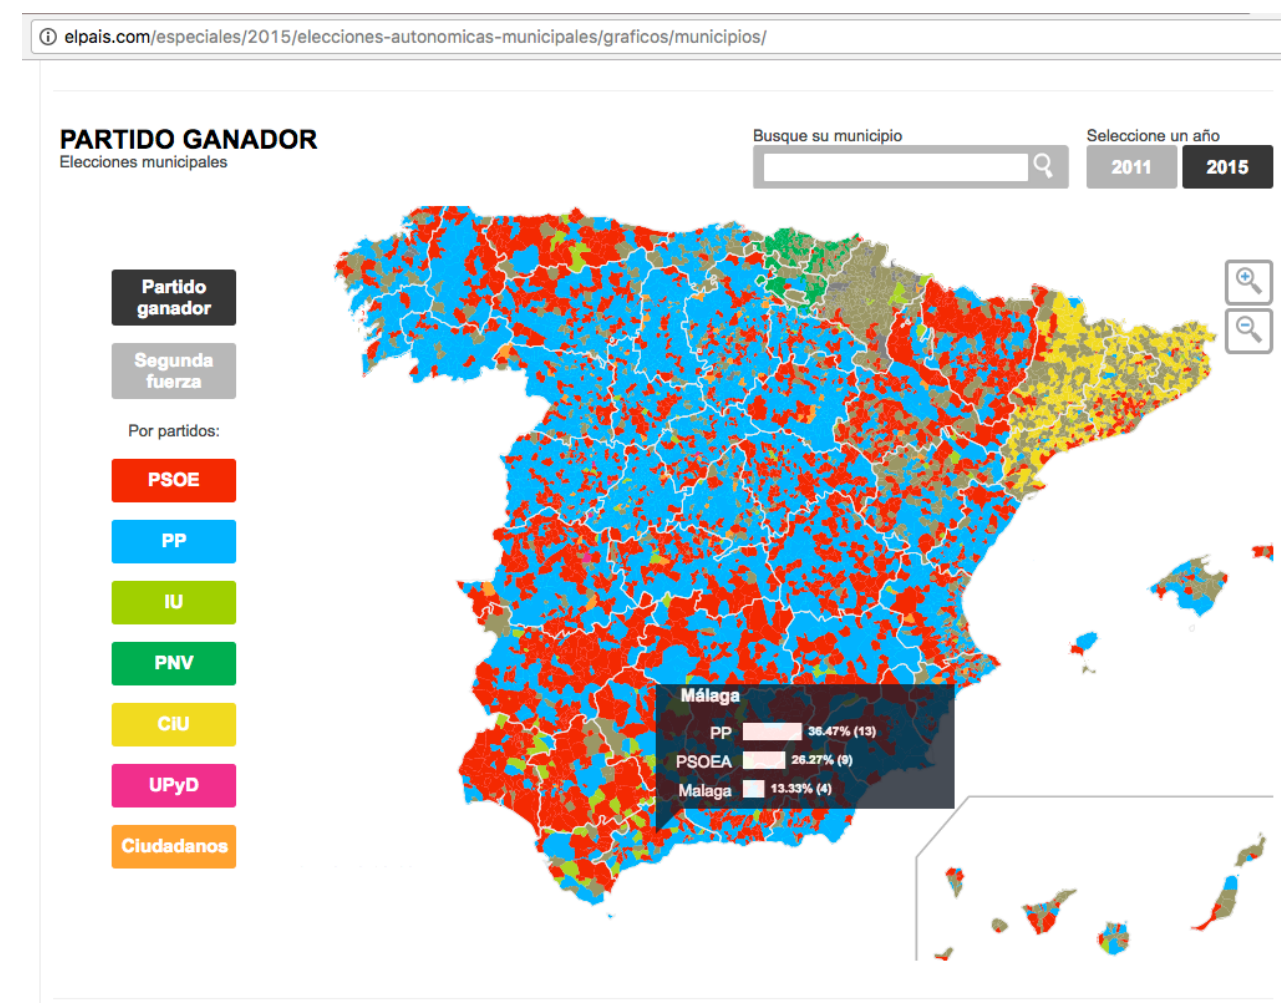 elpais.com/especiales/2015/elecciones-autonomicas-municipales/graficos/municipios/
PARTIDO GANADOR
Elecciones municipales
Busque su municipio
Seleccione un año
2011
2015
Partido
ganador
Segunda
fuerza
Por partidos:
PSOE
PP
IU
PNV
CiU
UPyD
Ciudadanos
Málaga
PP 36.47% (13)
PSOEA 26.27% (9)
Malaga 13.33% (4)